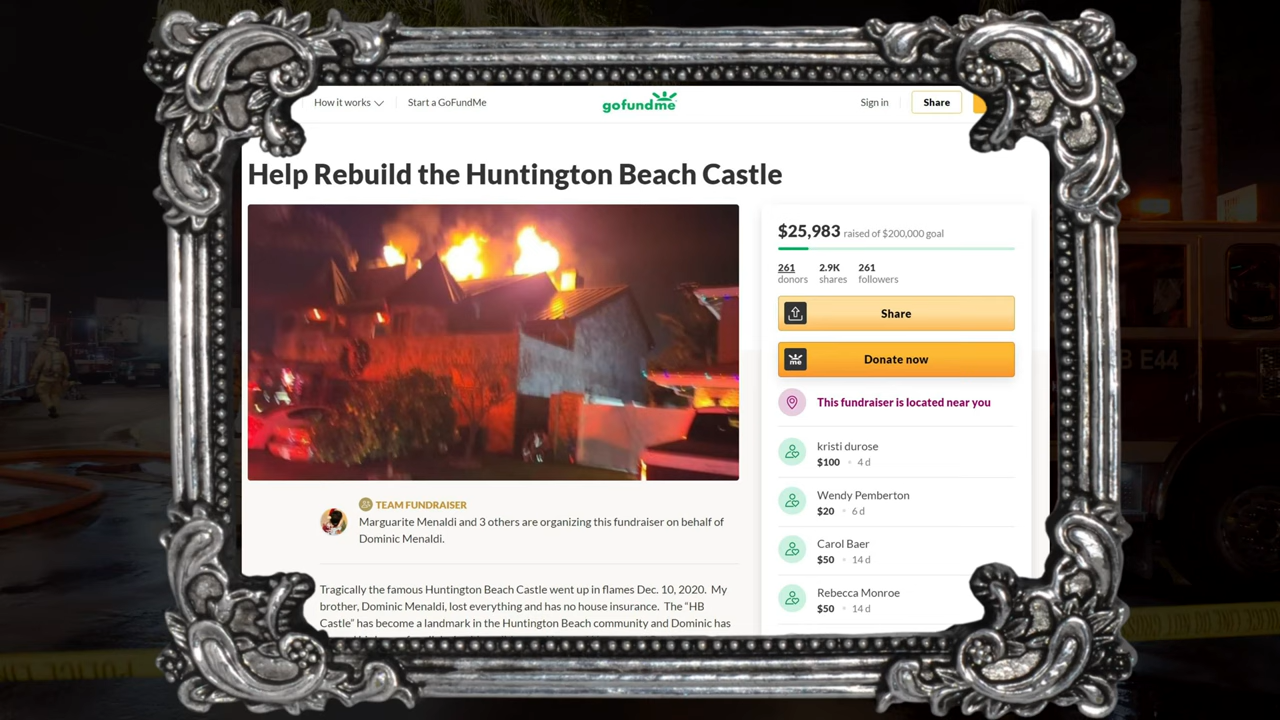 How it works
Start a GoFundMe
gofundme
Sign in
Share
Help Rebuild the Huntington Beach Castle
$25,983 raised of $200,000 goal
261 2.9K 261
donors shares followers
Share
me Donate now
This fundraiser is located near you
kristi durose
$100 • 4 d
Wendy Pemberton
$20 • 6 d
Carol Baer
$50 • 14 d
Rebecca Monroe
$50 • 14 d
TEAM FUNDRAISER
Marguarite Menaldi and 3 others are organizing this fundraiser on behalf of
Dominic Menaldi.
Tragically the famous Huntington Beach Castle went up in flames Dec. 10, 2020. My
brother, Dominic Menaldi, lost everything and has no house insurance. The "HB
Castle" has become a landmark in the Huntington Beach community and Dominic has
B E44